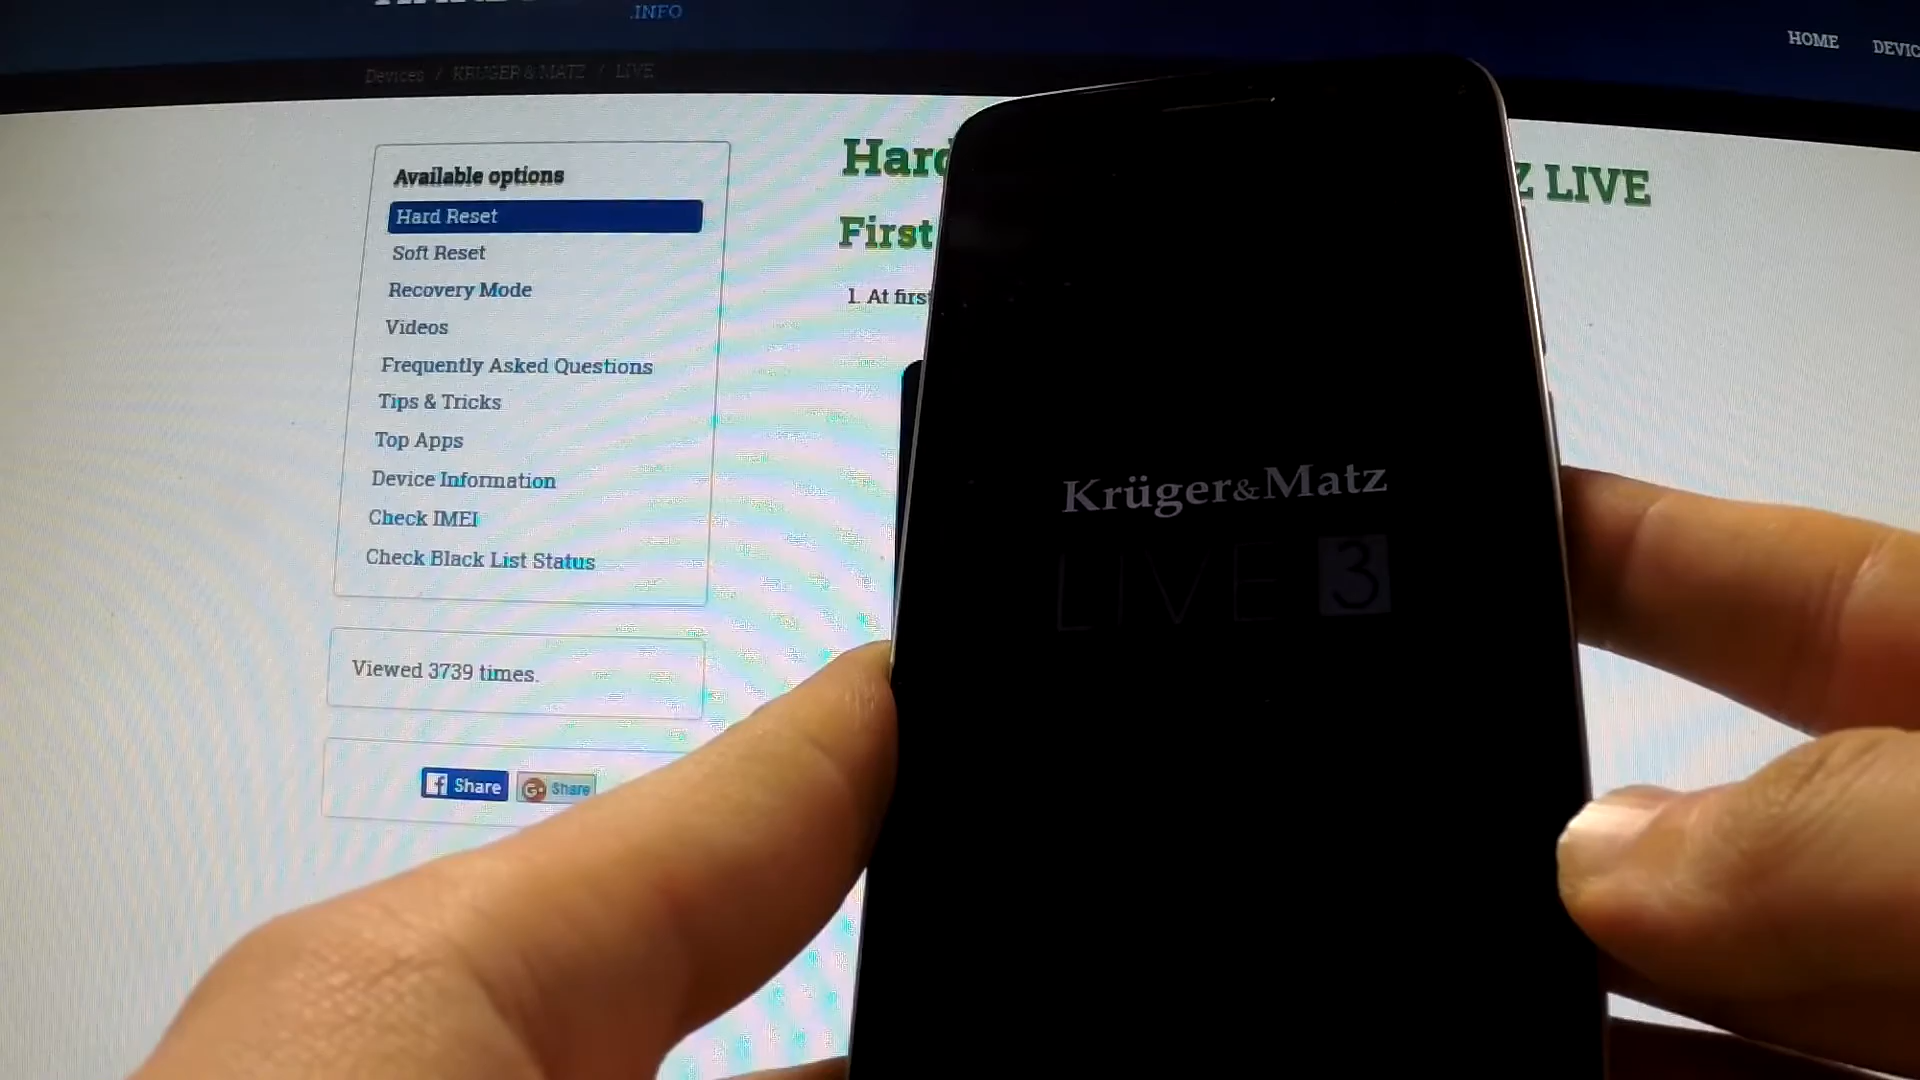 .INFO
HOME
Devices / KRUGER & MATZ / LIVE
Available options
Hard Reset
Soft Reset
Recovery Mode
Videos
Frequently Asked Questions
Tips & Tricks
Top Apps
Device Information
Check IMEI
Check Black List Status
Viewed 3739 times.
Share
Share
Hard
Z LIVE
First
1. At first
Krüger&Matz
LIVE 3